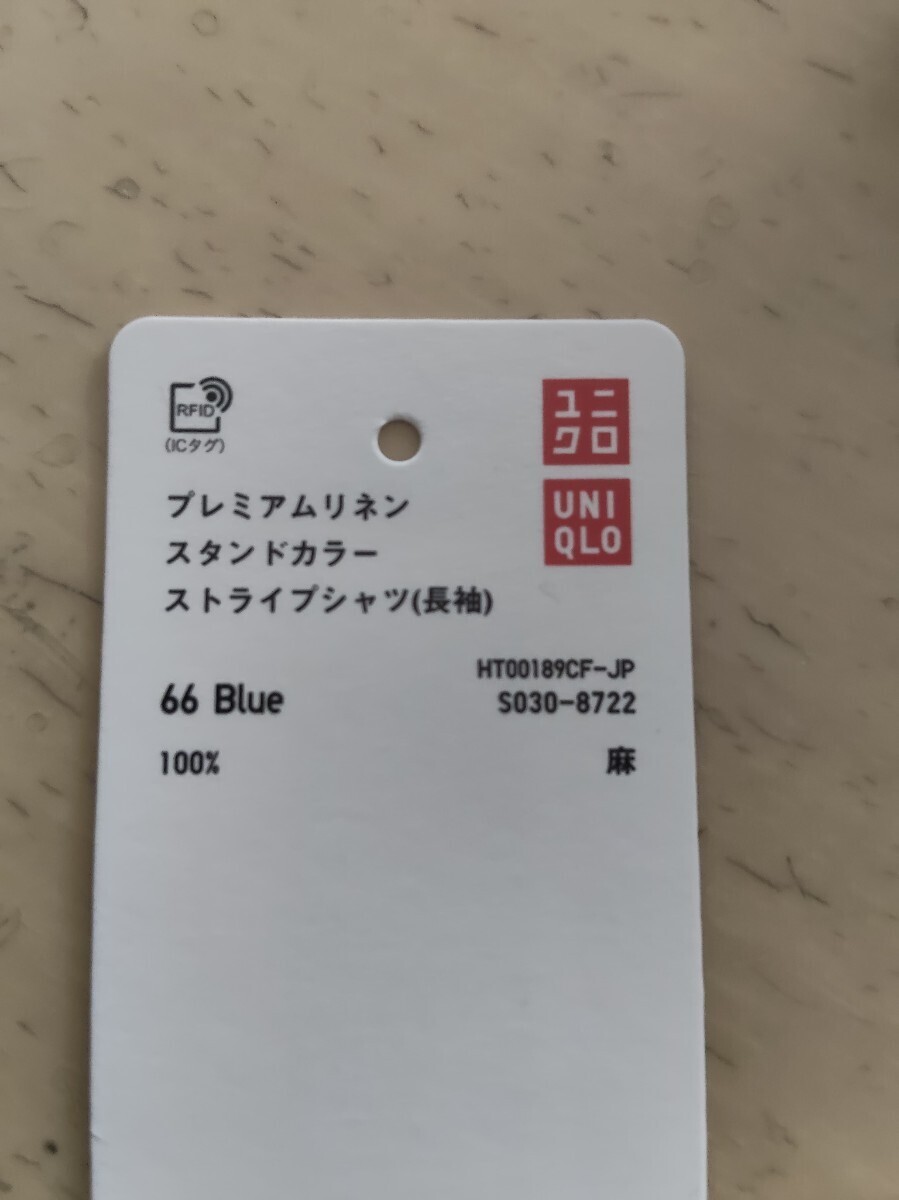 RFID
(ICタグ)
ユニ
クロ
UNI
QLO
プレミアムリネン
スタンドカラー
ストライプシャツ(長袖)
HT00189CF-JP
66 Blue
S030-8722
100%
麻